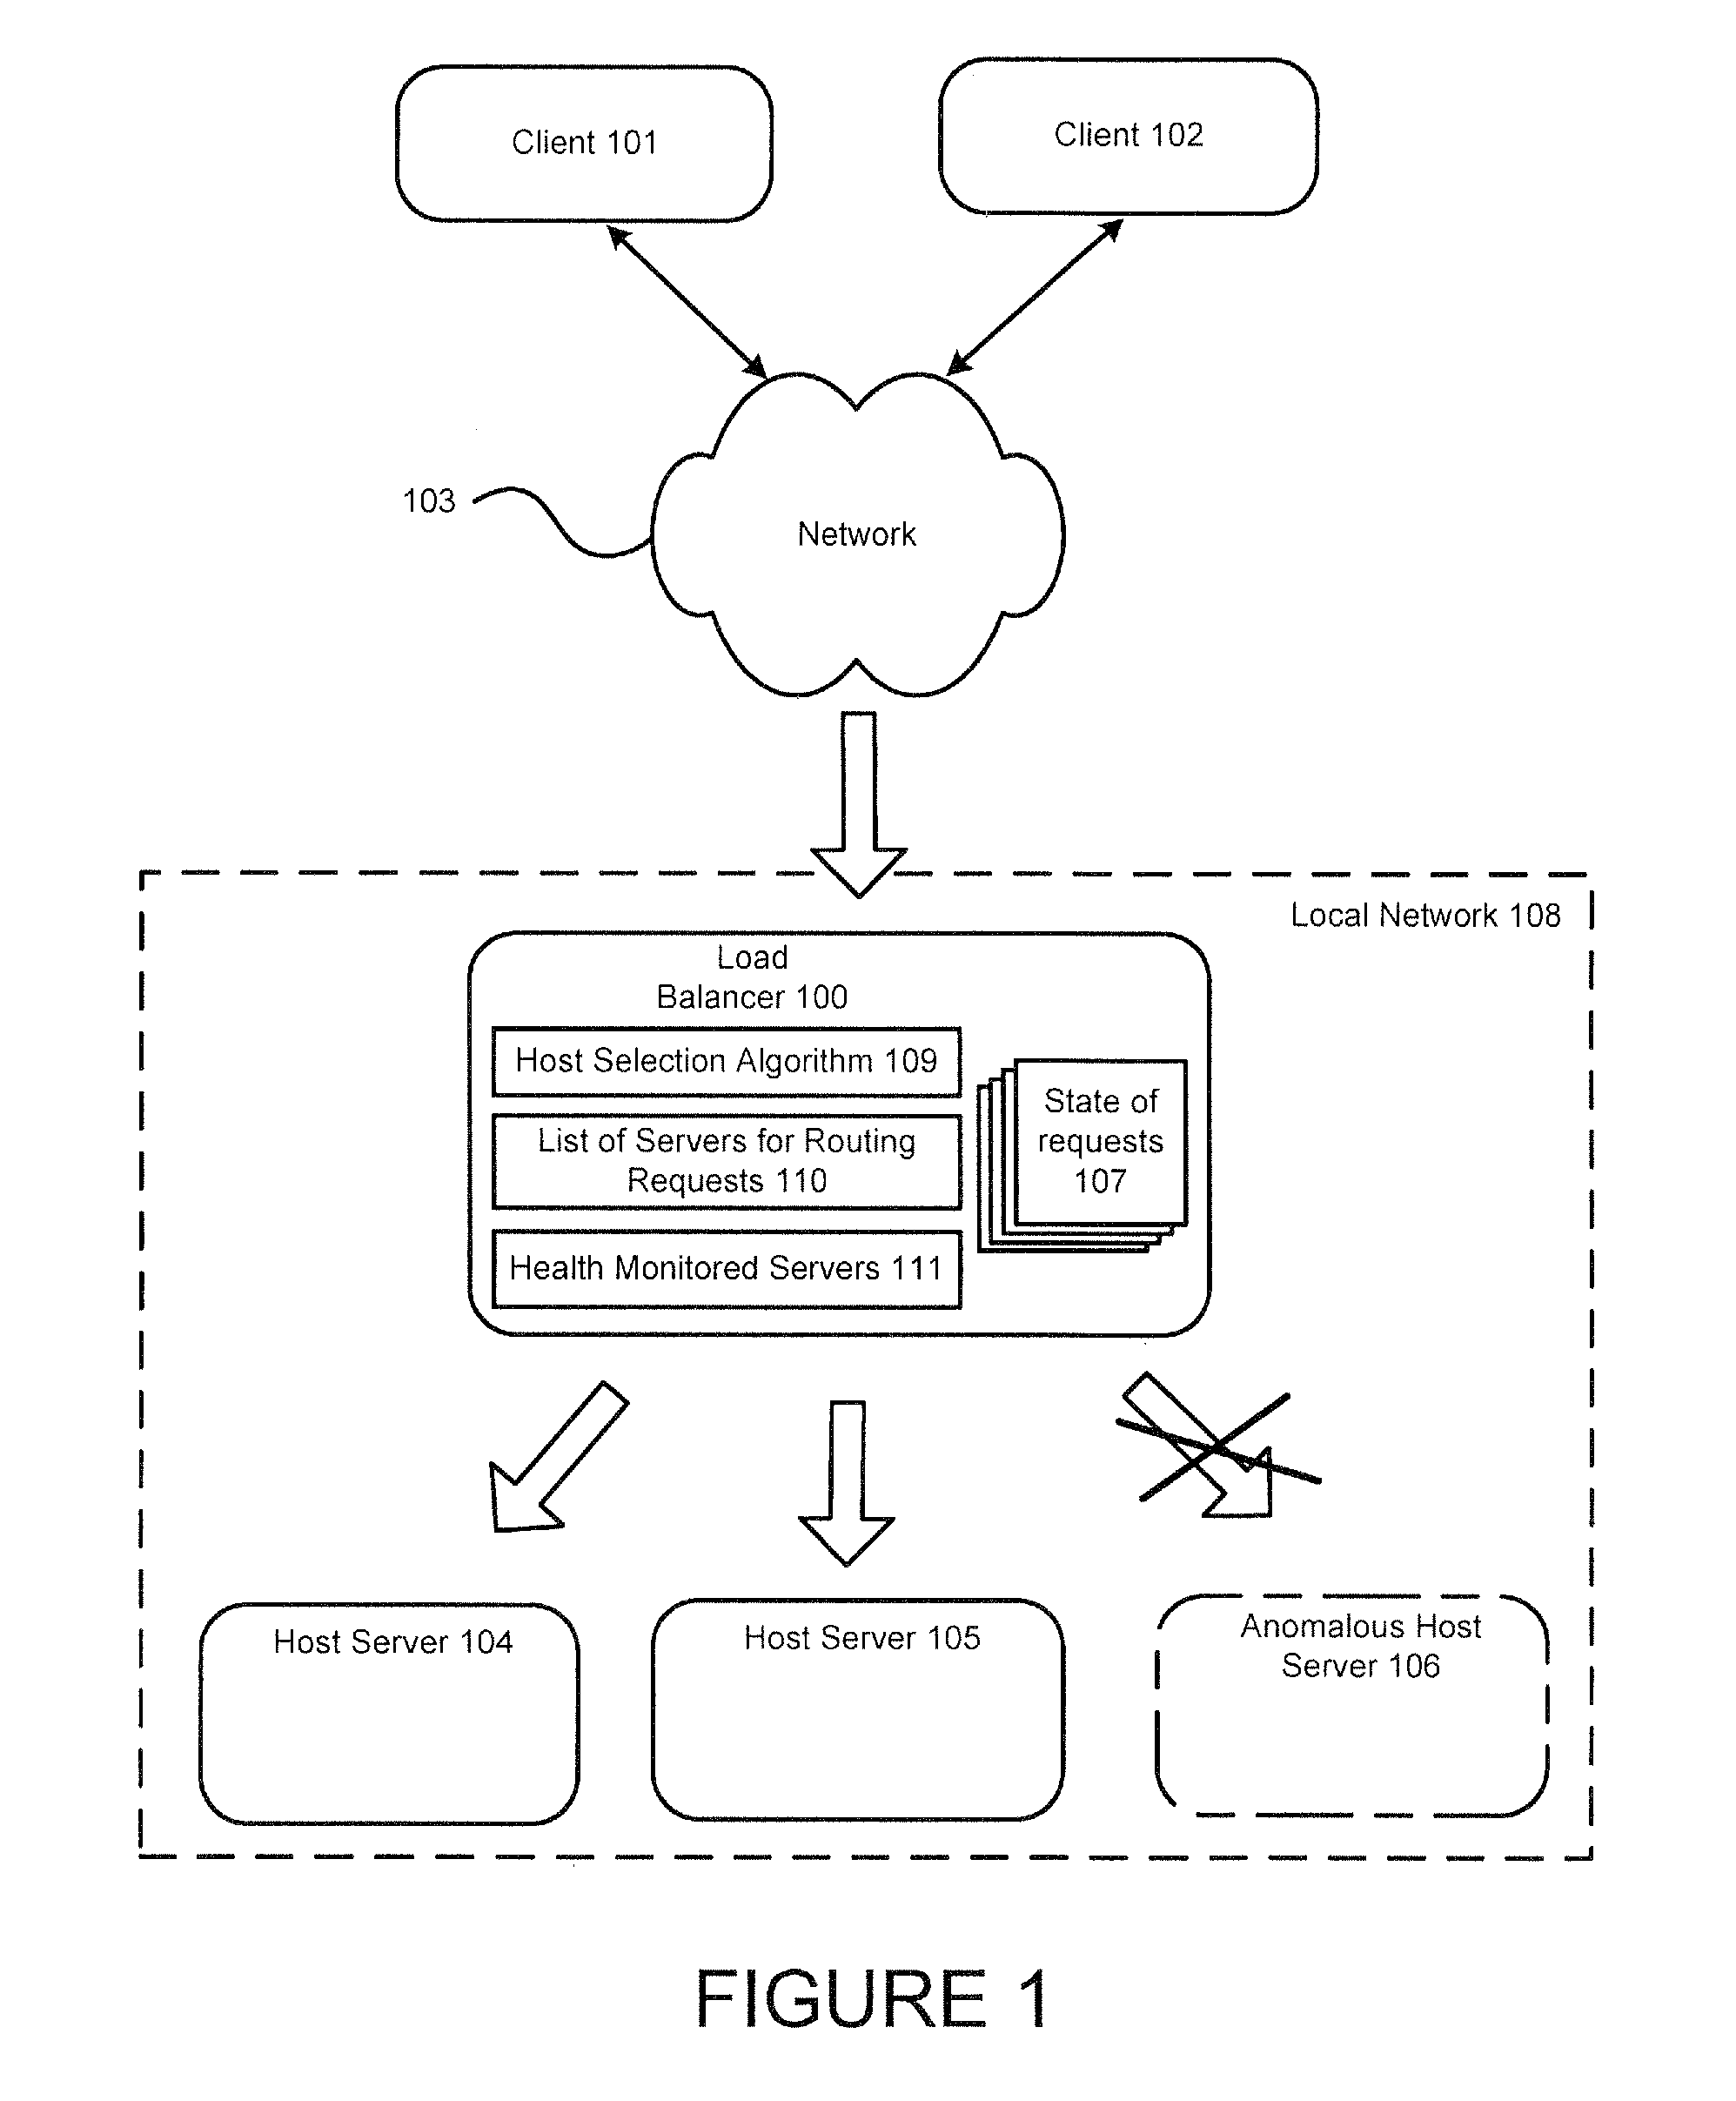 Client 101
Client 102
103
Network
Local Network 108
Load
Balancer 100
Host Selection Algorithm 109
List of Servers for Routing
Requests 110
Health Monitored Servers 111
State of
requests
107
Host Server 104
Host Server 105
Anomalous Host
Server 106
FIGURE 1